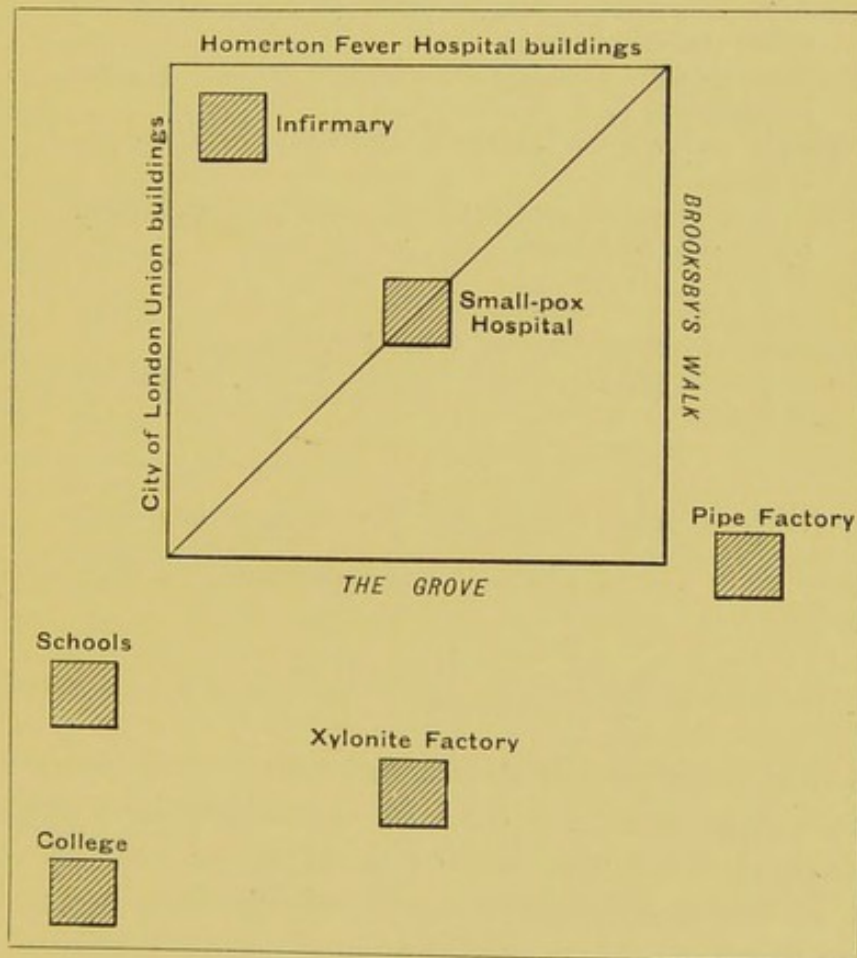 Homerton Fever Hospital buildings
Infirmary
City of London Union buildings
BROOKSBY'S WALK
Small-pox
Hospital
Pipe Factory
THE GROVE
Schools
Xylonite Factory
College